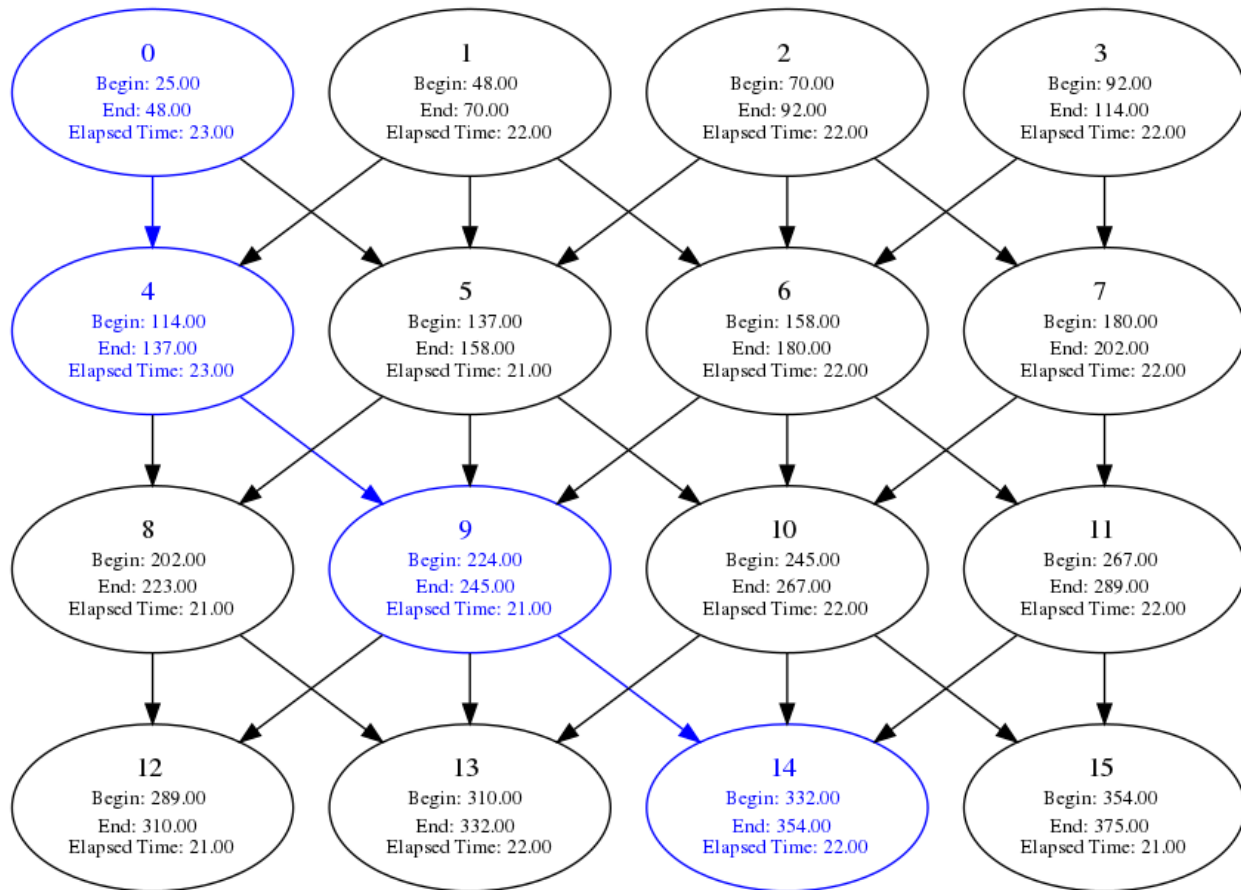 0
Begin: 25.00
End: 48.00
Elapsed Time: 23.00
1
Begin: 48.00
End: 70.00
Elapsed Time: 22.00
2
Begin: 70.00
End: 92.00
Elapsed Time: 22.00
3
Begin: 92.00
End: 114.00
Elapsed Time: 22.00
4
Begin: 114.00
End: 137.00
Elapsed Time: 23.00
5
Begin: 137.00
End: 158.00
Elapsed Time: 21.00
6
Begin: 158.00
End: 180.00
Elapsed Time: 22.00
7
Begin: 180.00
End: 202.00
Elapsed Time: 22.00
8
Begin: 202.00
End: 223.00
Elapsed Time: 21.00
9
Begin: 224.00
End: 245.00
Elapsed Time: 21.00
10
Begin: 245.00
End: 267.00
Elapsed Time: 22.00
11
Begin: 267.00
End: 289.00
Elapsed Time: 22.00
12
Begin: 289.00
End: 310.00
Elapsed Time: 21.00
13
Begin: 310.00
End: 332.00
Elapsed Time: 22.00
14
Begin: 332.00
End: 354.00
Elapsed Time: 22.00
15
Begin: 354.00
End: 375.00
Elapsed Time: 21.00